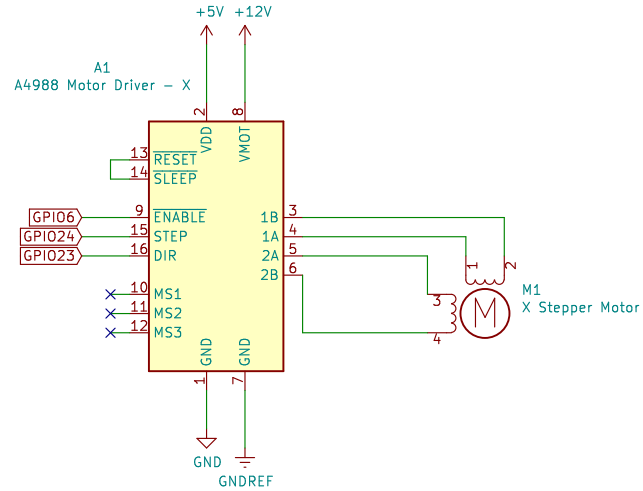 +5V +12V
A1
A4988 Motor Driver - X
2 8
VDD VMOT
13 RESET
14 SLEEP
GPIO6 9 ENABLE 1B 3
GPIO24 15 STEP 1A 4
GPIO23 16 DIR 2A 5
2B 6
1 2
3 4
M
M1
X Stepper Motor
10 MS1
11 MS2
12 MS3
GND GND
1 7
GND
GNDREF